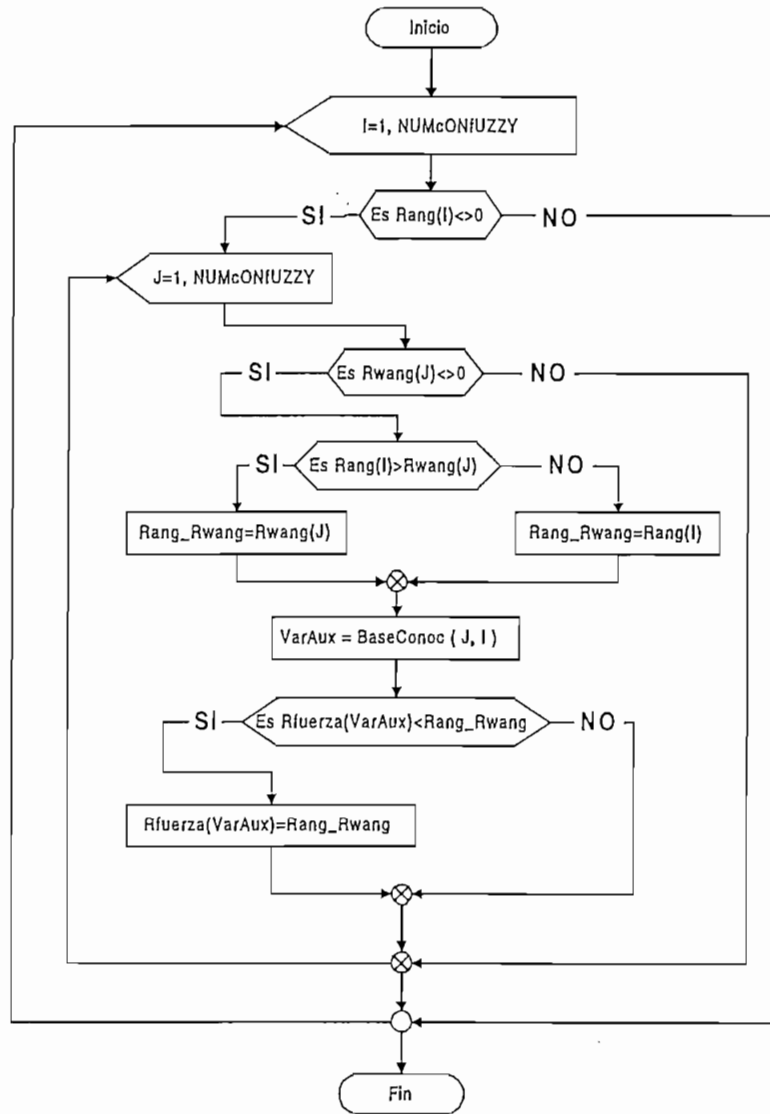 Inicio
I=1, NUMcONfUZZY
SI
Es Rang(I)<>0
NO
J=1, NUMcONfUZZY
SI
Es Rwang(J)<>0
NO
SI
Es Rang(I)>Rwang(J)
NO
Rang_Rwang=Rwang(J)
Rang_Rwang=Rang(I)
VarAux = BaseConoc ( J, I )
SI
Es Rfuerza(VarAux)<Rang_Rwang
NO
Rfuerza(VarAux)=Rang_Rwang
Fin